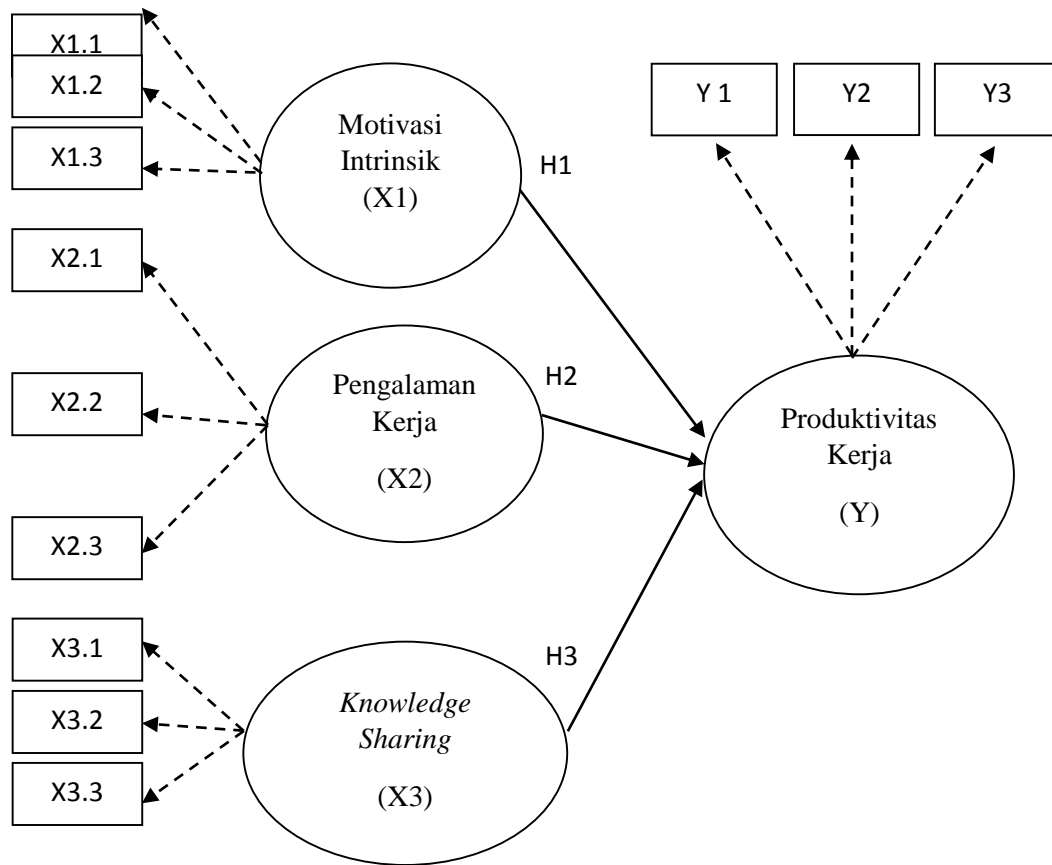 X1.1
X1.2
X1.3
Motivasi
Intrinsik
(X1)
H1
Y 1
Y2
Y3
X2.1
X2.2
X2.3
Pengalaman
Kerja
(X2)
H2
Produktivitas
Kerja
(Y)
X3.1
X3.2
X3.3
Knowledge
Sharing
(X3)
H3